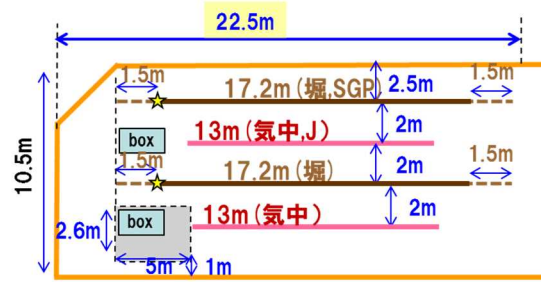 22.5m
1.5m
17.2m(堀,SGP)
2.5m
1.5m
10.5m
box
13m(気中,J)
2m
1.5m
2m
1.5m
17.2m(堀)
box
13m(気中)
2m
2.6m
5m
1m